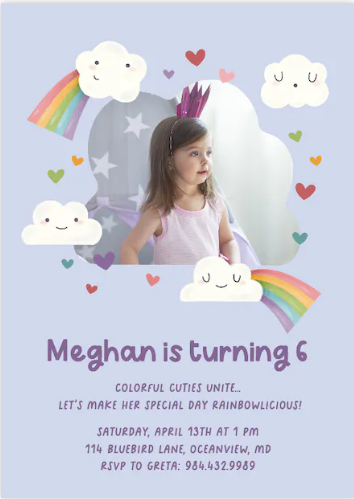 Meghan is turning 6
COLORFUL CUTIES UNITE...
LET'S MAKE HER SPECIAL DAY RAINBOWLICIOUS!
SATURDAY, APRIL 13TH AT 1 PM
114 BLUEBIRD LANE, OCEANVIEW, MD
RSVP TO GRETA: 984.432.9989